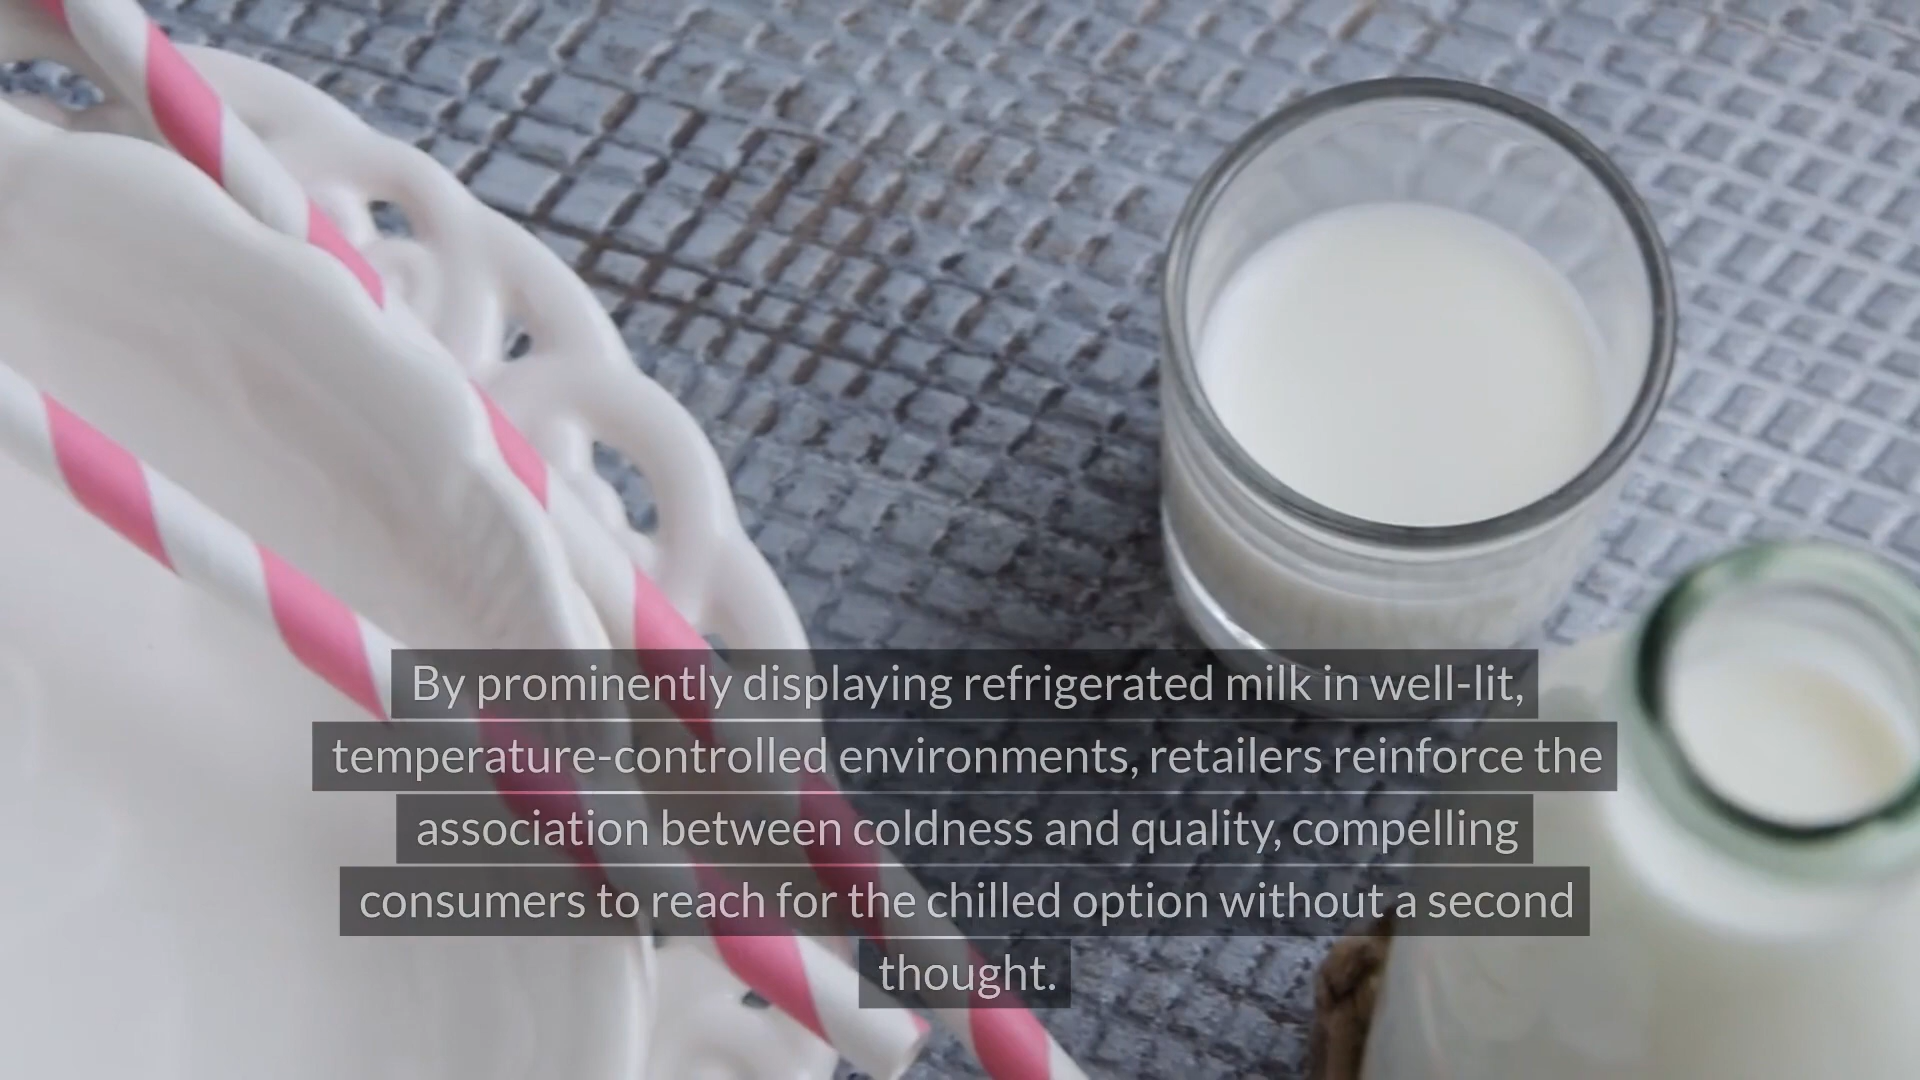 By prominently displaying refrigerated milk in well-lit,
temperature-controlled environments, retailers reinforce the
association between coldness and quality, compelling
consumers to reach for the chilled option without a second
thought.